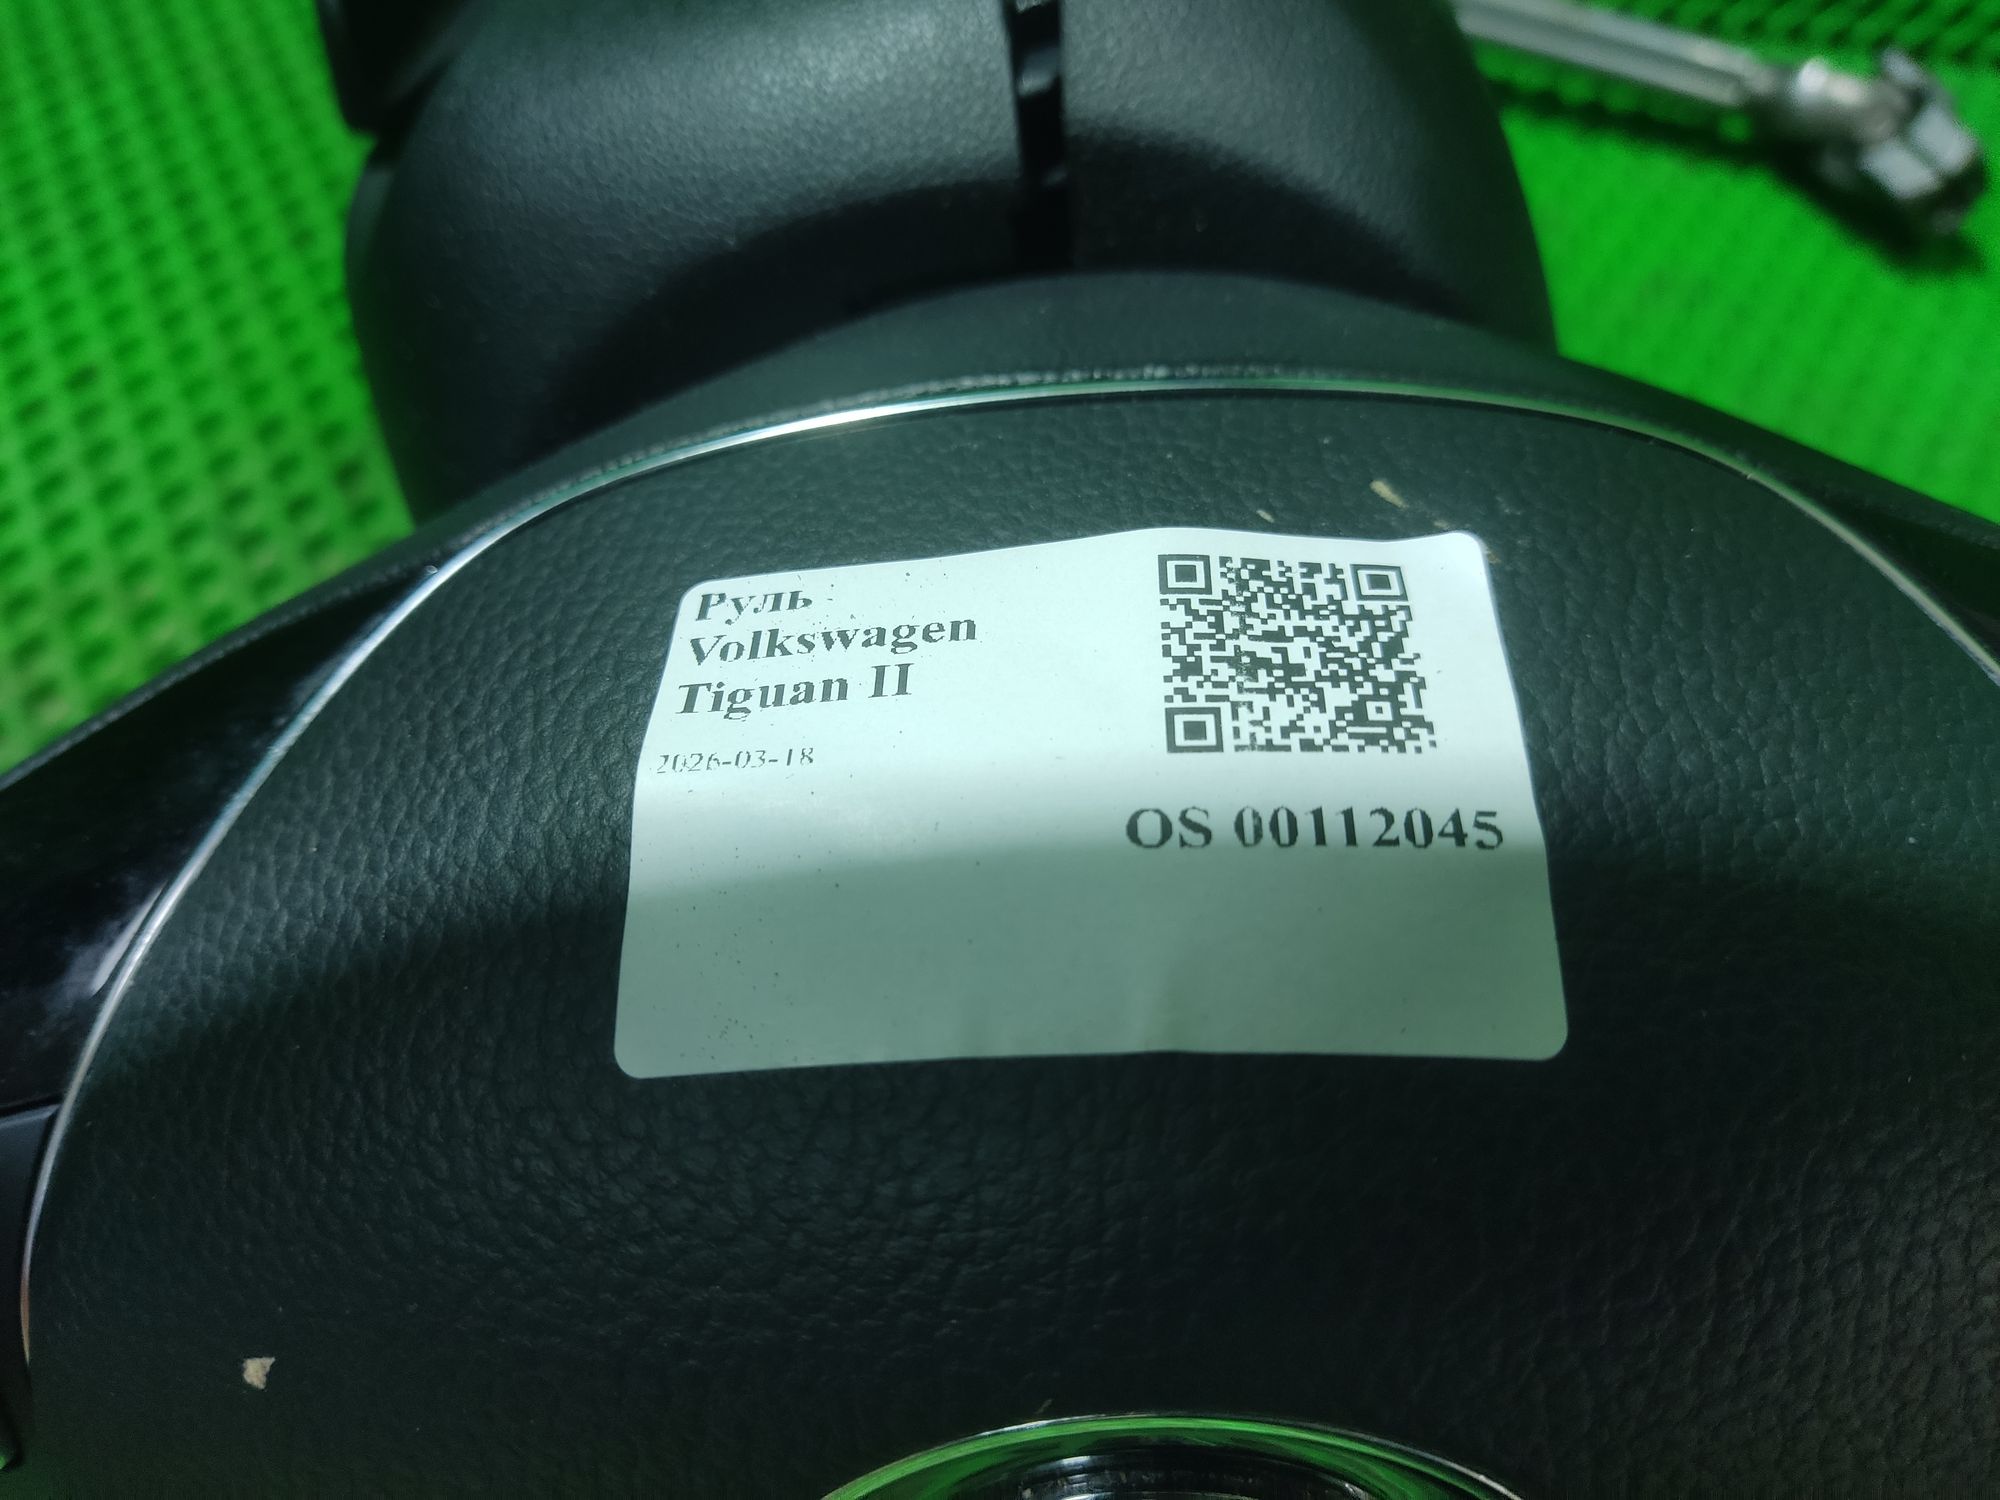 Руль
Volkswagen
Tiguan II
2026-03-18
OS 00112045